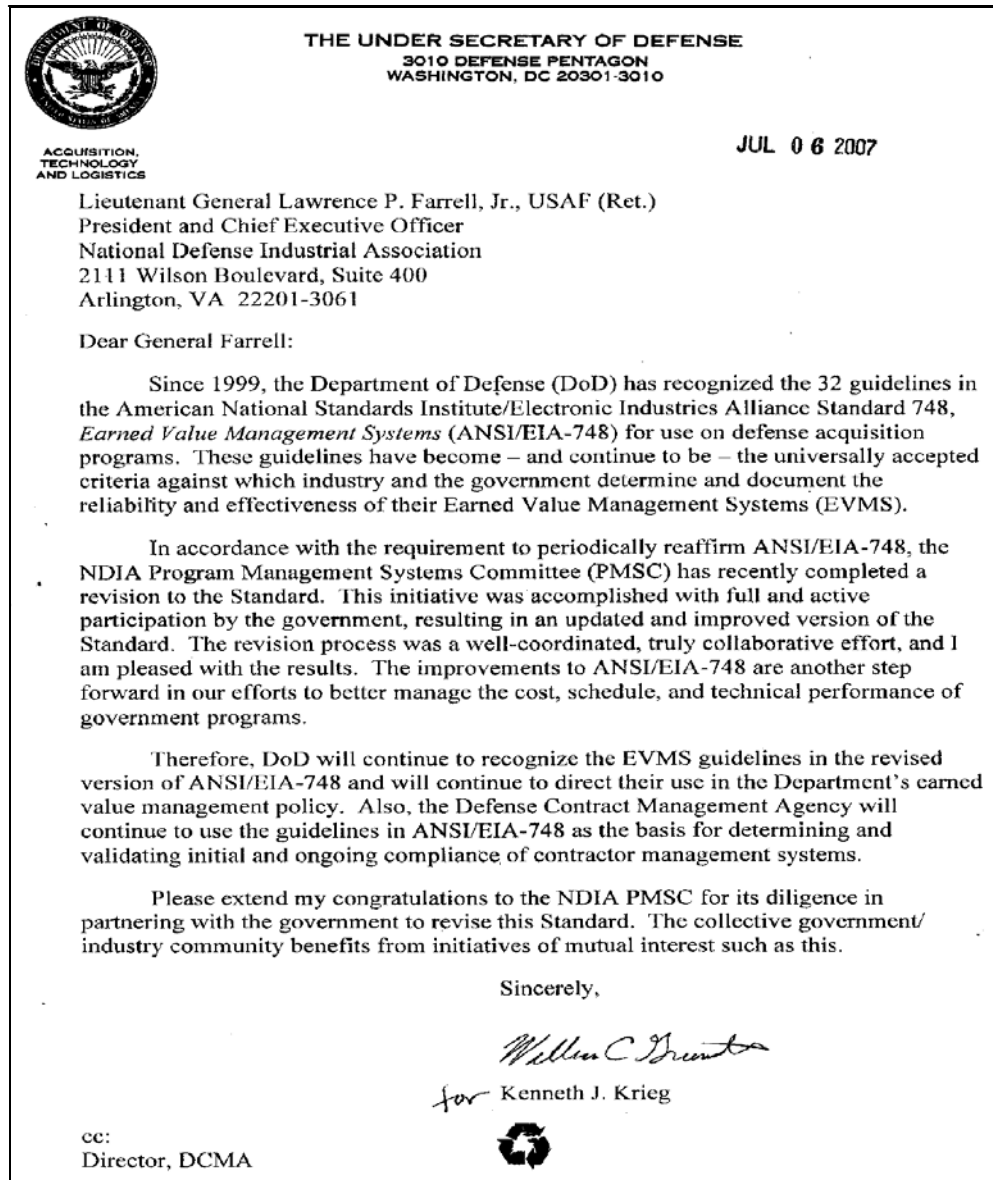 THE UNDER SECRETARY OF DEFENSE
3010 DEFENSE PENTAGON
WASHINGTON, DC 20301-3010
DEPARTMENT OF DEFENSE
UNITED STATES OF AMERICA
ACQUISITION,
TECHNOLOGY
AND LOGISTICS
JUL 06 2007
Lieutenant General Lawrence P. Farrell, Jr., USAF (Ret.)
President and Chief Executive Officer
National Defense Industrial Association
2111 Wilson Boulevard, Suite 400
Arlington, VA 22201-3061
Dear General Farrell:
Since 1999, the Department of Defense (DoD) has recognized the 32 guidelines in
the American National Standards Institute/Electronic Industries Alliance Standard 748,
Earned Value Management Systems (ANSI/EIA-748) for use on defense acquisition
programs. These guidelines have become – and continue to be – the universally accepted
criteria against which industry and the government determine and document the
reliability and effectiveness of their Earned Value Management Systems (EVMS).
In accordance with the requirement to periodically reaffirm ANSI/EIA-748, the
NDIA Program Management Systems Committee (PMSC) has recently completed a
revision to the Standard. This initiative was accomplished with full and active
participation by the government, resulting in an updated and improved version of the
Standard. The revision process was a well-coordinated, truly collaborative effort, and I
am pleased with the results. The improvements to ANSI/EIA-748 are another step
forward in our efforts to better manage the cost, schedule, and technical performance of
government programs.
Therefore, DoD will continue to recognize the EVMS guidelines in the revised
version of ANSI/EIA-748 and will continue to direct their use in the Department's earned
value management policy. Also, the Defense Contract Management Agency will
continue to use the guidelines in ANSI/EIA-748 as the basis for determining and
validating initial and ongoing compliance of contractor management systems.
Please extend my congratulations to the NDIA PMSC for its diligence in
partnering with the government to revise this Standard. The collective government/
industry community benefits from initiatives of mutual interest such as this.
Sincerely,
for Kenneth J. Krieg
cc:
Director, DCMA